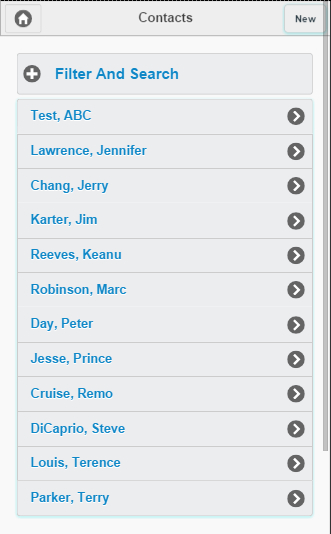 Contacts
New
Filter And Search
Test, ABC
Lawrence, Jennifer
Chang, Jerry
Karter, Jim
Reeves, Keanu
Robinson, Marc
Day, Peter
Jesse, Prince
Cruise, Remo
DiCaprio, Steve
Louis, Terence
Parker, Terry